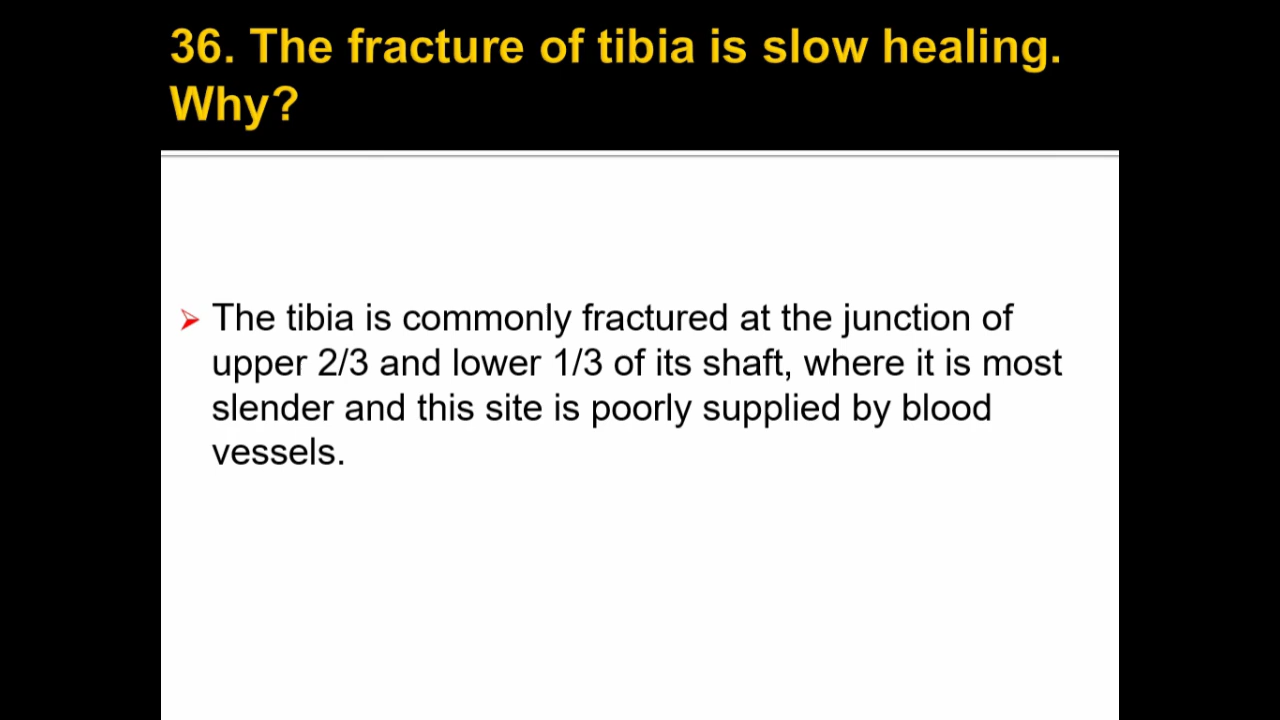 36. The fracture of tibia is slow healing.
Why?
The tibia is commonly fractured at the junction of
upper 2/3 and lower 1/3 of its shaft, where it is most
slender and this site is poorly supplied by blood
vessels.